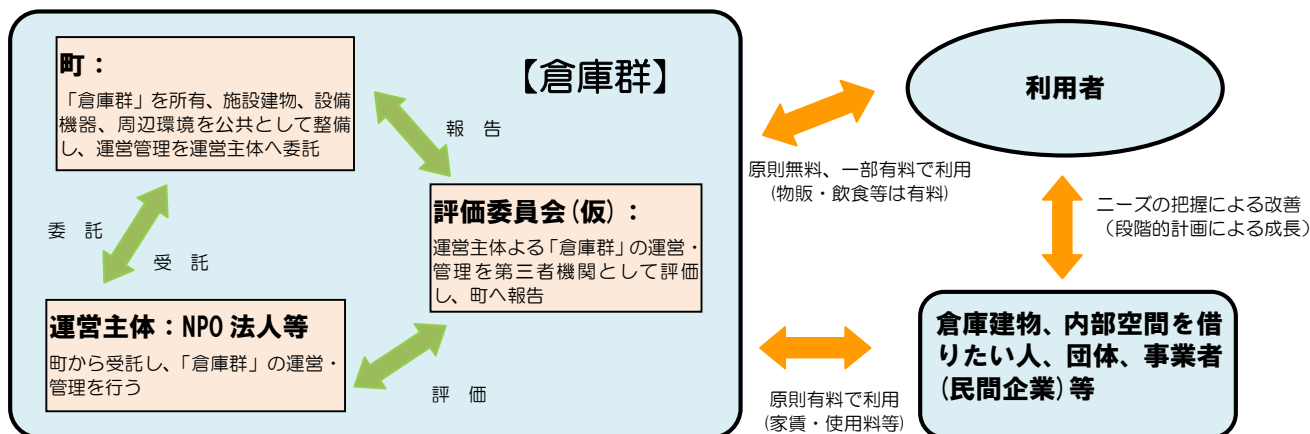 【倉庫群】
町：
「倉庫群」を所有、施設建物、設備
機器、周辺環境を公共として整備
し、運営管理を運営主体へ委託
報　告
委　託
受　託
評価委員会(仮)：
運営主体よる「倉庫群」の運営・
管理を第三者機関として評価
し、町へ報告
運営主体：NPO 法人等
町から受託し、「倉庫群」の運営・
管理を行う
評　価
利用者
原則無料、一部有料で利用
(物販・飲食等は有料)
ニーズの把握による改善
（段階的計画による成長）
原則有料で利用
(家賃・使用料等)
倉庫建物、内部空間を借
りたい人、団体、事業者
(民間企業)等